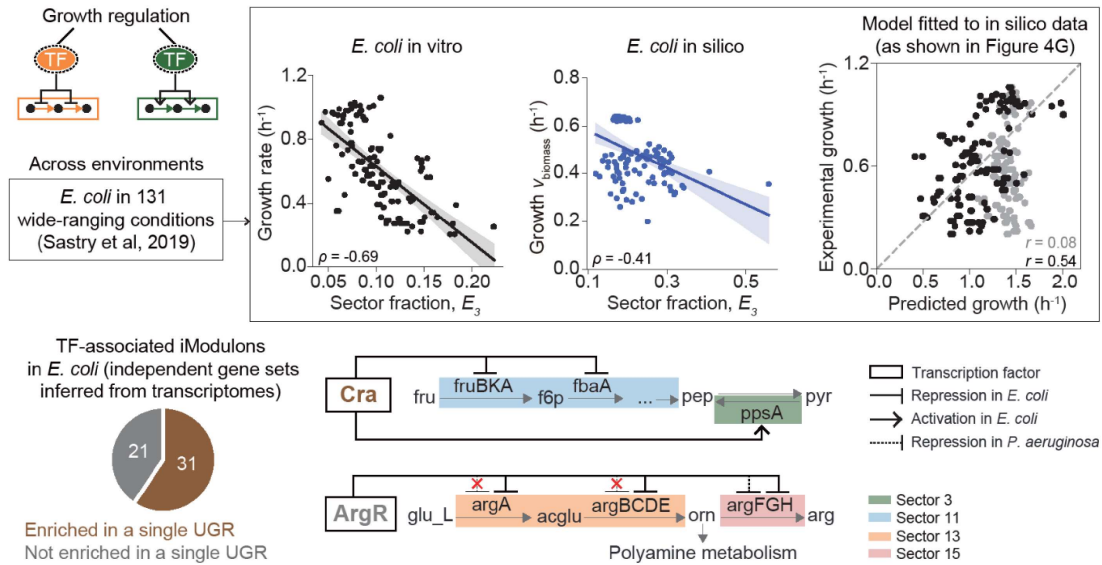 Growth regulation
TF
TF
Across environments
E. coli in 131
wide-ranging conditions
(Sastry et al, 2019)
E. coli in vitro
Growth rate (h⁻¹)
1.2
0.8
0.4
0.0
ρ = -0.69
0.05
0.10
0.15
0.20
Sector fraction, E₃
E. coli in silico
Growth v_biomass (h⁻¹)
0.8
0.6
0.4
0.2
0.0
ρ = -0.41
0.1
0.3
0.5
Sector fraction, E₃
Model fitted to in silico data
(as shown in Figure 4G)
Experimental growth (h⁻¹)
1.2
0.6
0.0
r = 0.08
r = 0.54
0.0
0.5
1.0
1.5
2.0
Predicted growth (h⁻¹)
TF-associated iModulons
in E. coli (independent gene sets
inferred from transcriptomes)
21
31
Enriched in a single UGR
Not enriched in a single UGR
Cra
fruBKA
fbaA
fru
f6p
...
pep
pyr
ppsA
ArgR
argA
argBCDE
argFGH
glu_L
acglu
orn
arg
Polyamine metabolism
Transcription factor
Repression in E. coli
Activation in E. coli
Repression in P. aeruginosa
Sector 3
Sector 11
Sector 13
Sector 15